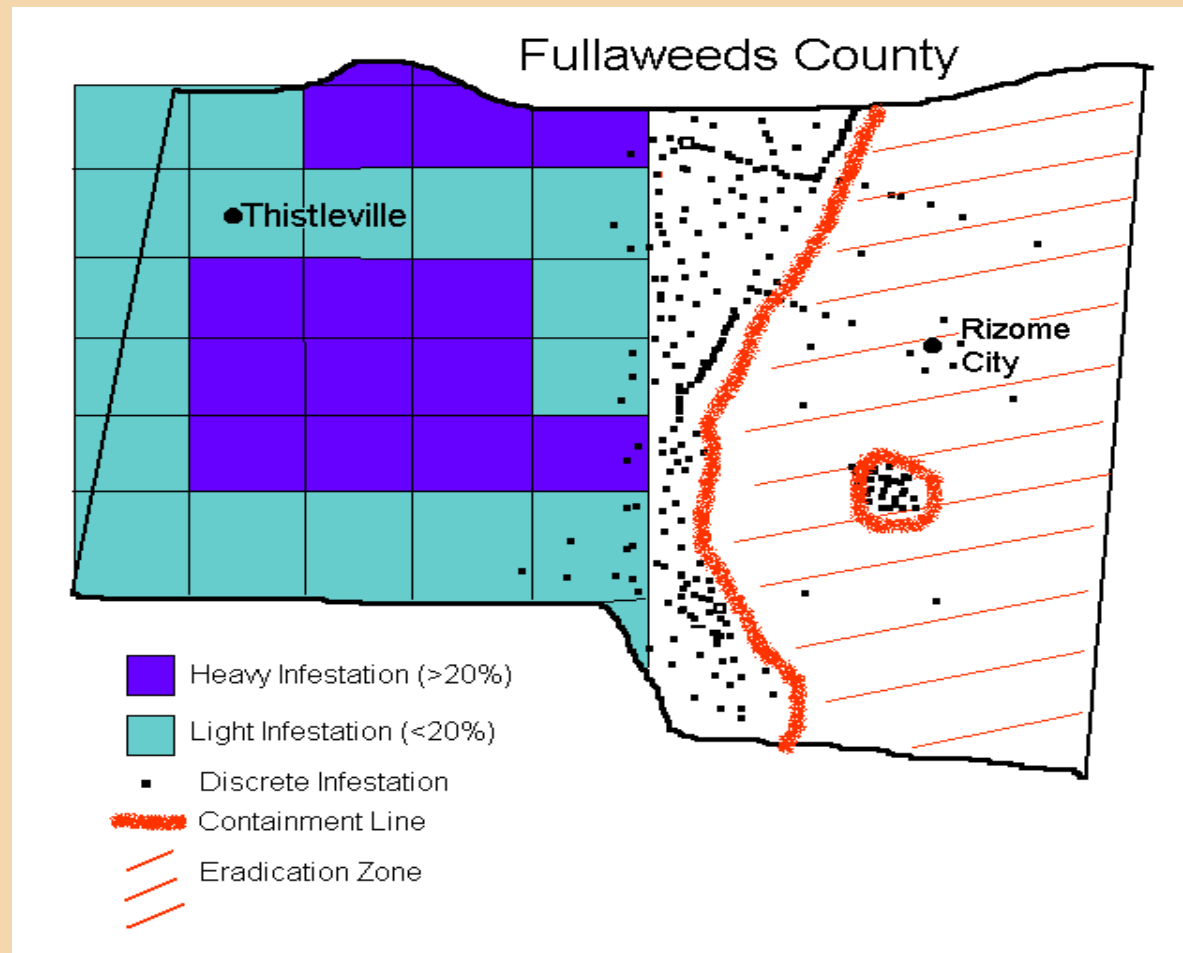 Fullaweeds County
Thistleville
Rizome
City
Heavy Infestation (>20%)
Light Infestation (<20%)
Discrete Infestation
Containment Line
Eradication Zone